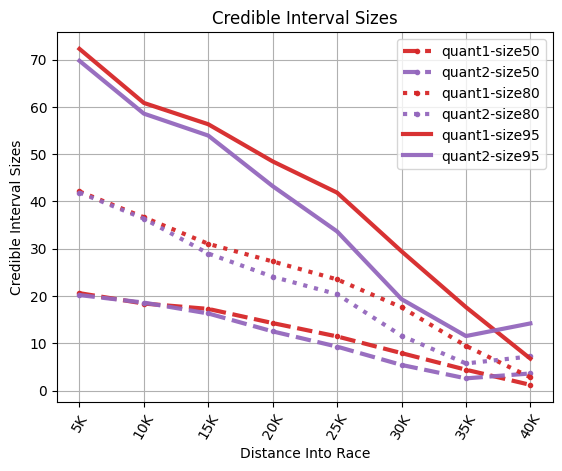 Credible Interval Sizes
quant1-size50
quant2-size50
quant1-size80
quant2-size80
quant1-size95
quant2-size95
Credible Interval Sizes
70
60
50
40
30
20
10
0
5K 10K 15K 20K 25K 30K 35K 40K
Distance Into Race